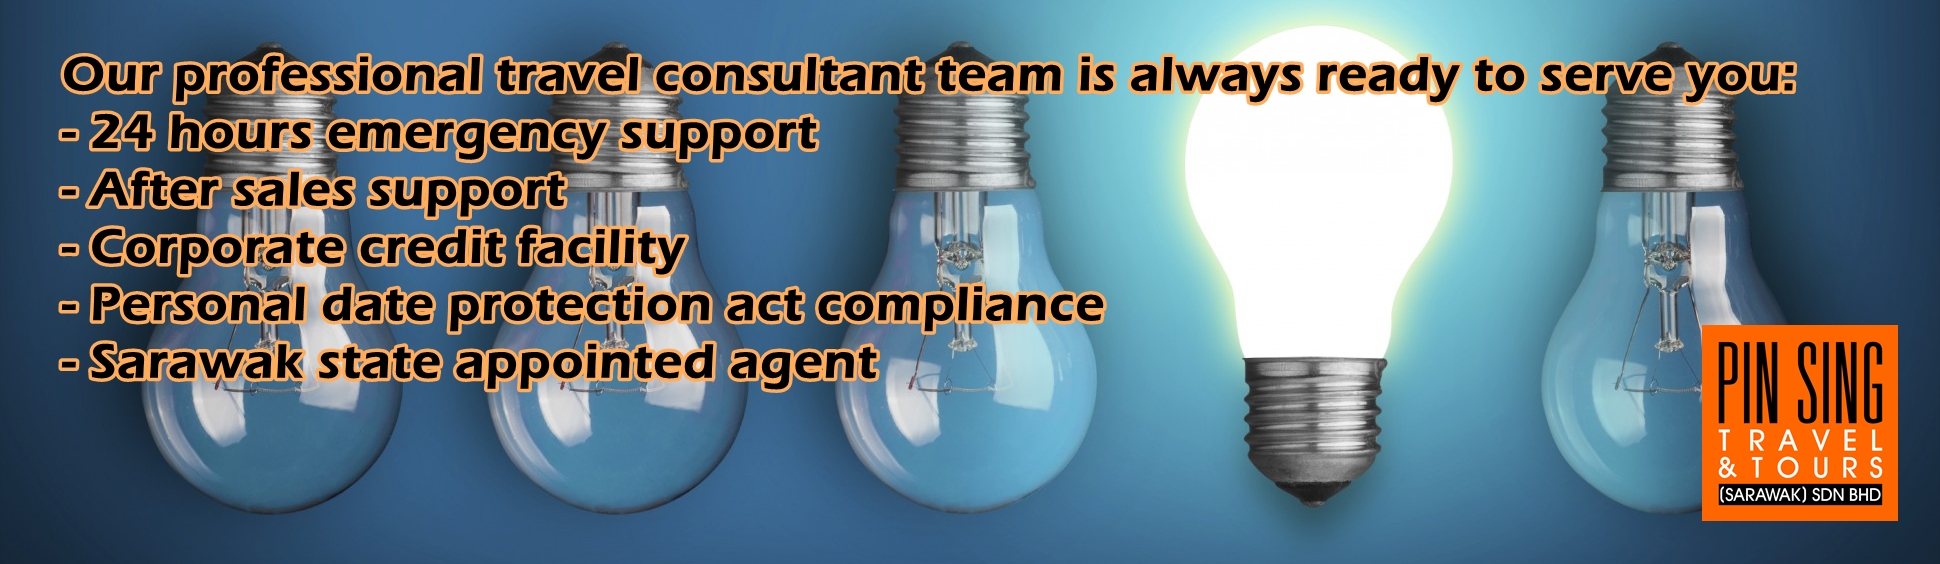 Our professional travel consultant team is always ready to serve you:
- 24 hours emergency support
- After sales support
- Corporate credit facility
- Personal date protection act compliance
- Sarawak state appointed agent
PIN SING
TRAVEL
& TOURS
(SARAWAK) SDN BHD